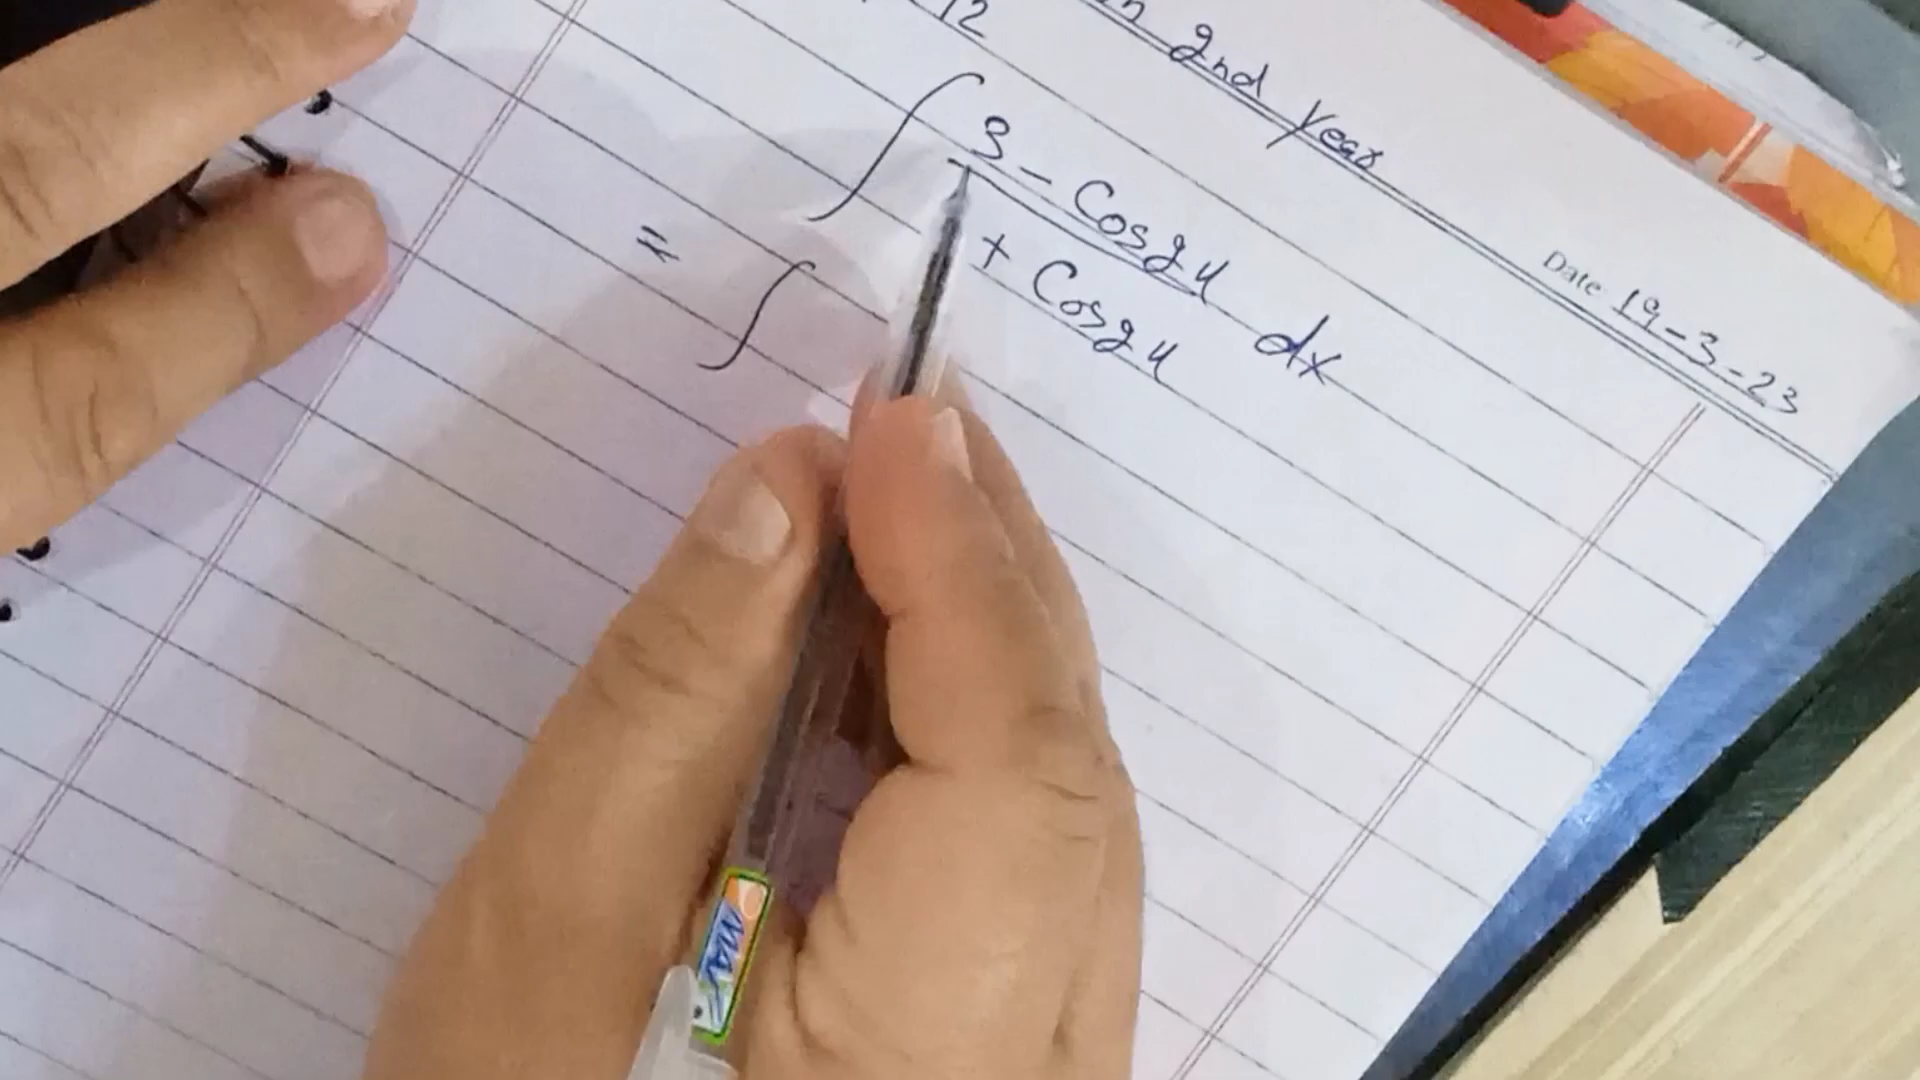 12
2nd year
Date 19-3-23
∫ 3 - Cos2x
+ Cos2x dx
= ∫